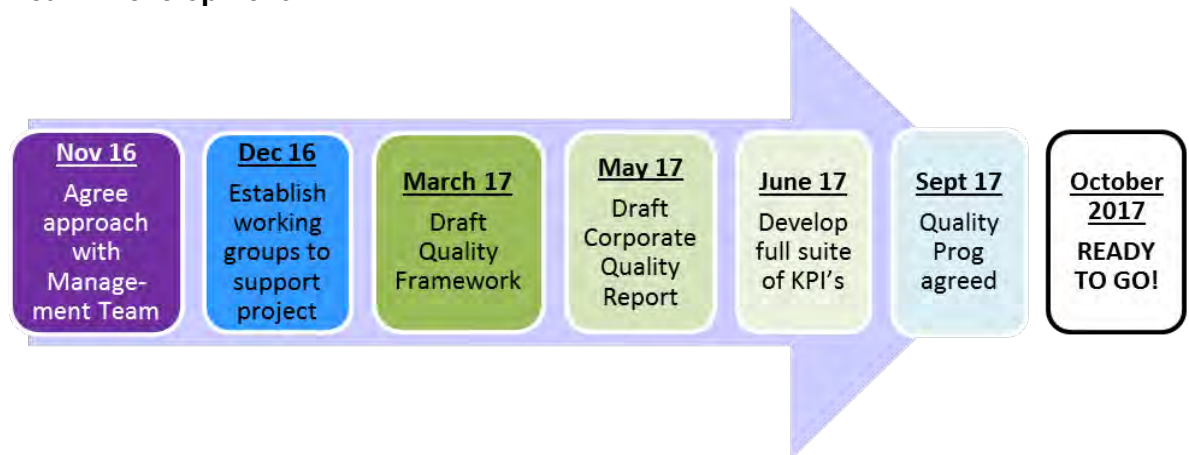 Nov 16
Agree
approach
with
Manage-
ment Team
Dec 16
Establish
working
groups to
support
project
March 17
Draft
Quality
Framework
May 17
Draft
Corporate
Quality
Report
June 17
Develop
full suite
of KPI's
Sept 17
Quality
Prog
agreed
October
2017
READY
TO GO!